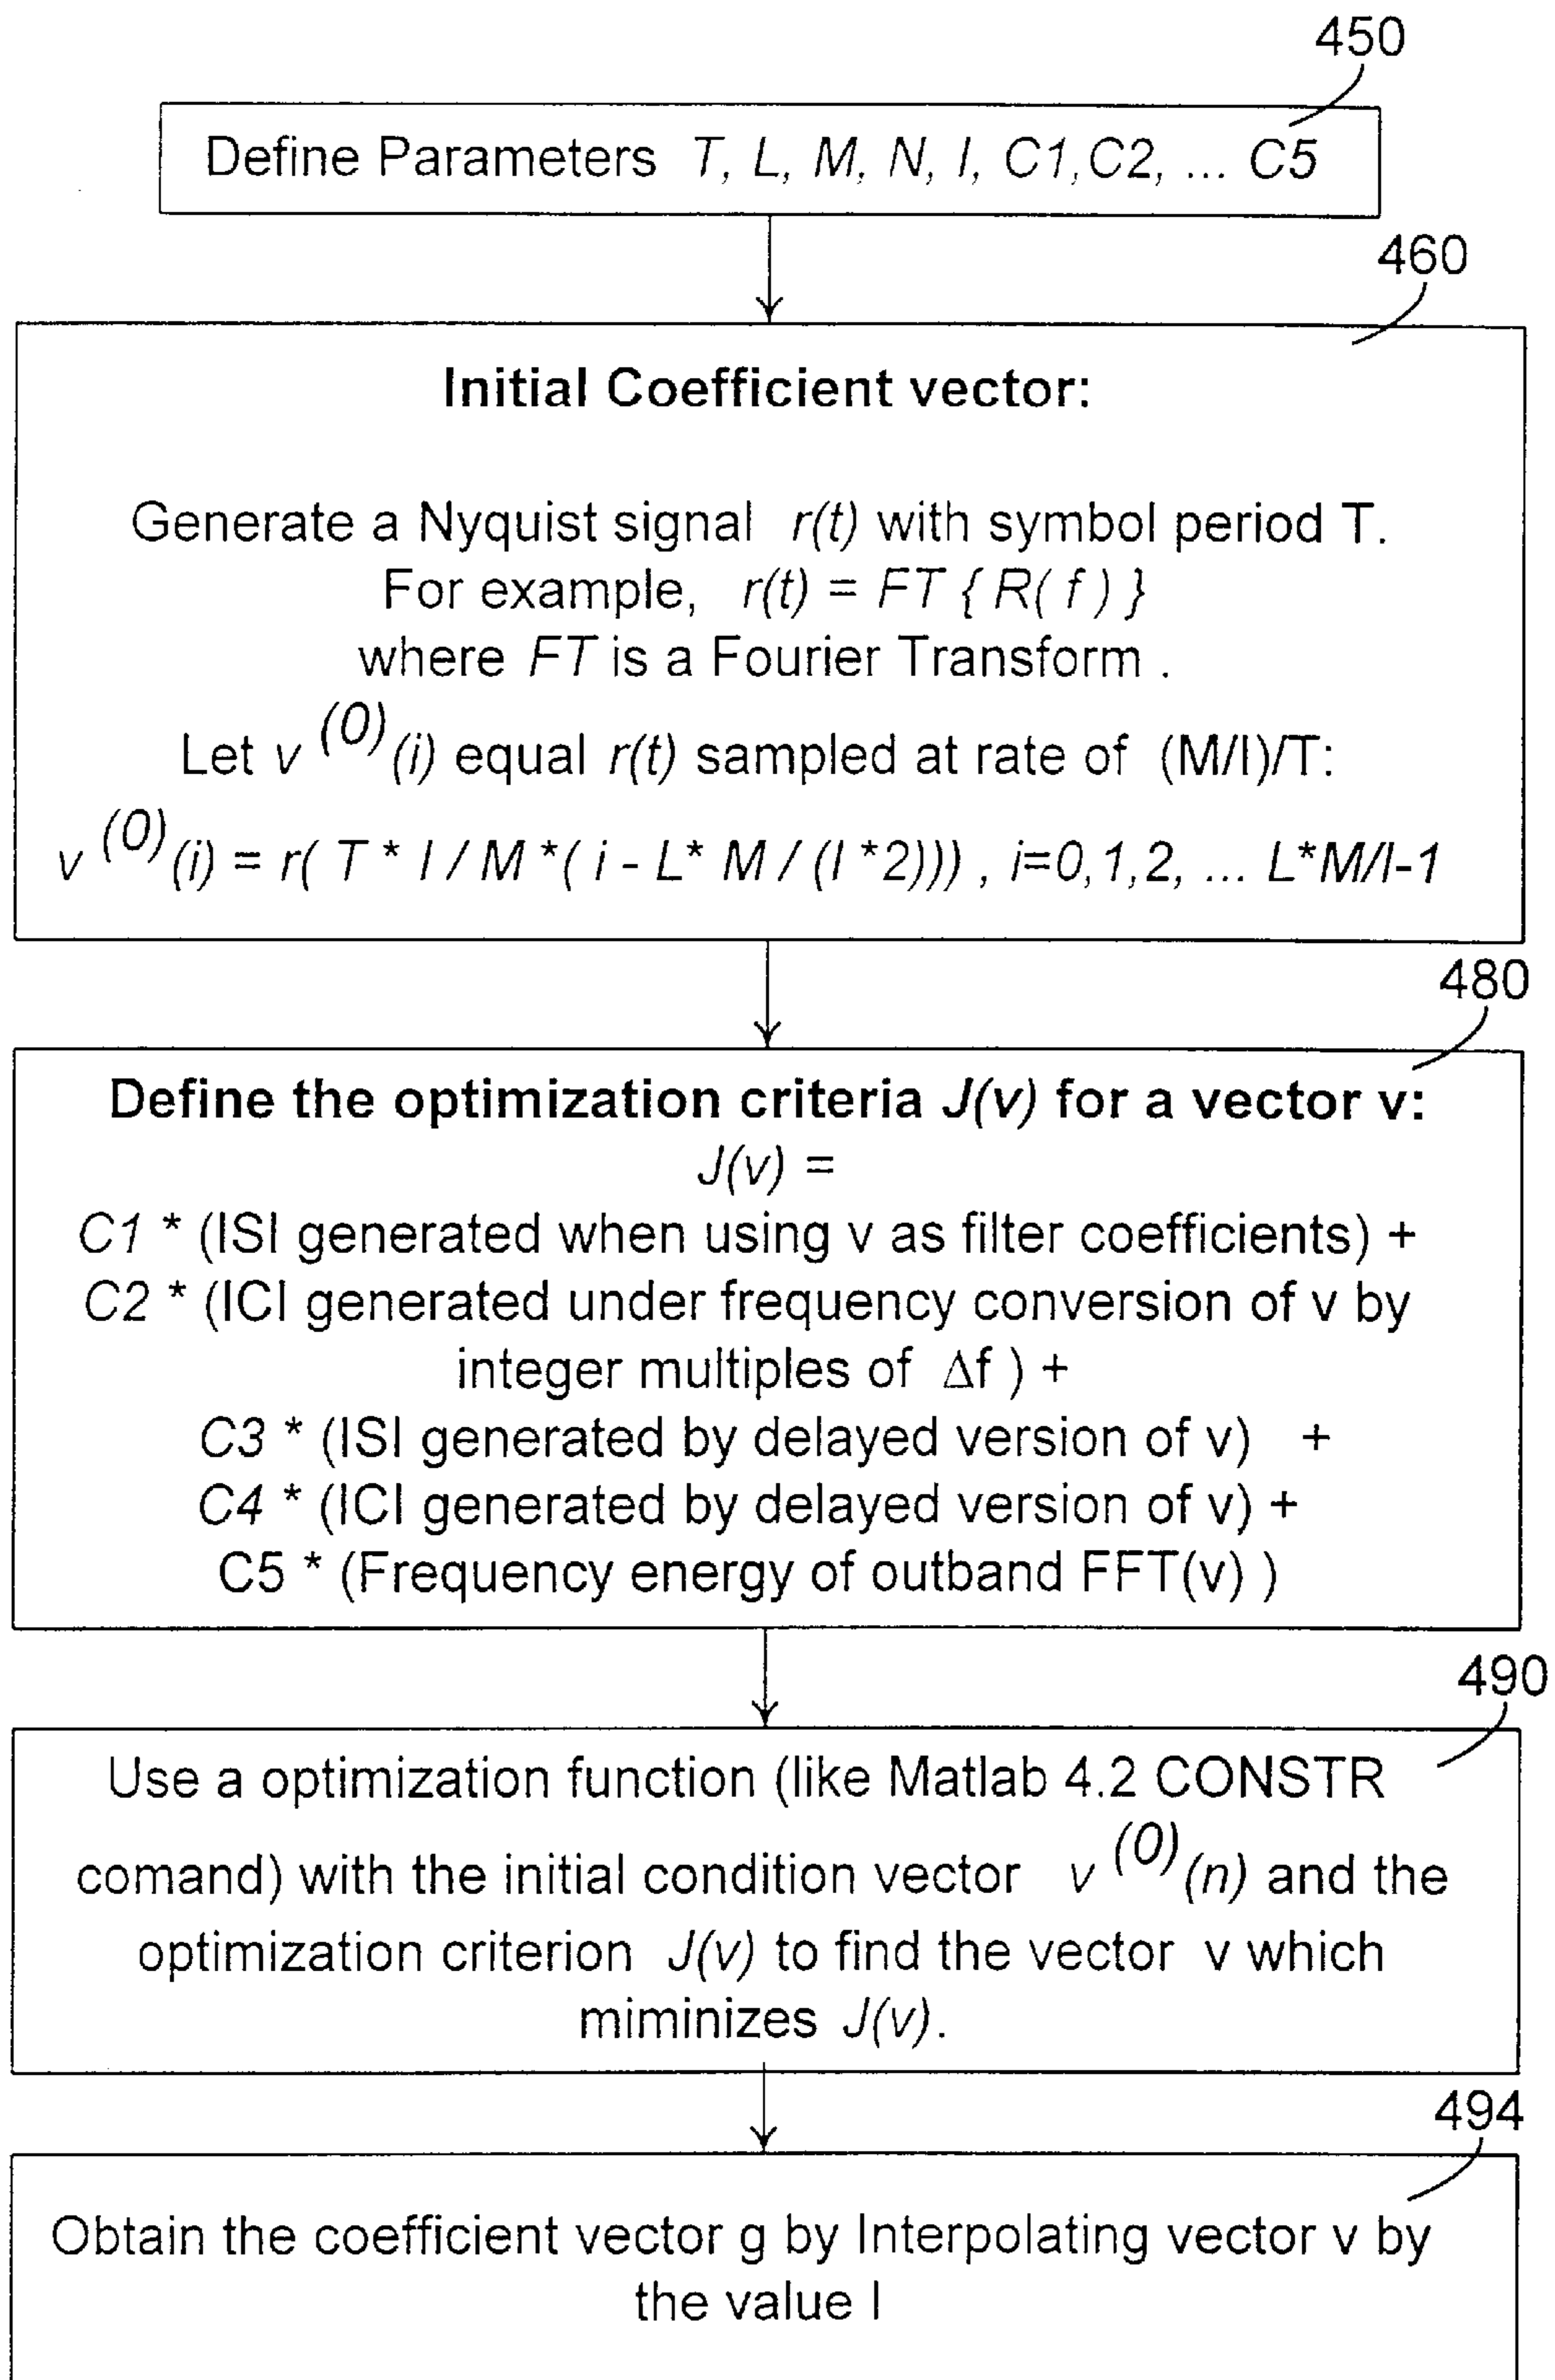 450
Define Parameters T, L, M, N, I, C1,C2, ... C5
460
Initial Coefficient vector:
Generate a Nyquist signal r(t) with symbol period T.
For example, r(t) = FT { R( f ) }
where FT is a Fourier Transform .
Let v (0) (i) equal r(t) sampled at rate of (M/I)/T:
v (0) (i) = r( T * I / M *( i - L* M / (I *2))) , i=0,1,2, ... L*M/I-1
480
Define the optimization criteria J(v) for a vector v:
J(v) =
C1 * (ISI generated when using v as filter coefficients) +
C2 * (ICI generated under frequency conversion of v by
integer multiples of Δf ) +
C3 * (ISI generated by delayed version of v) +
C4 * (ICI generated by delayed version of v) +
C5 * (Frequency energy of outband FFT(v) )
490
Use a optimization function (like Matlab 4.2 CONSTR
comand) with the initial condition vector v (0) (n) and the
optimization criterion J(v) to find the vector v which
miminizes J(v).
494
Obtain the coefficient vector g by Interpolating vector v by
the value I